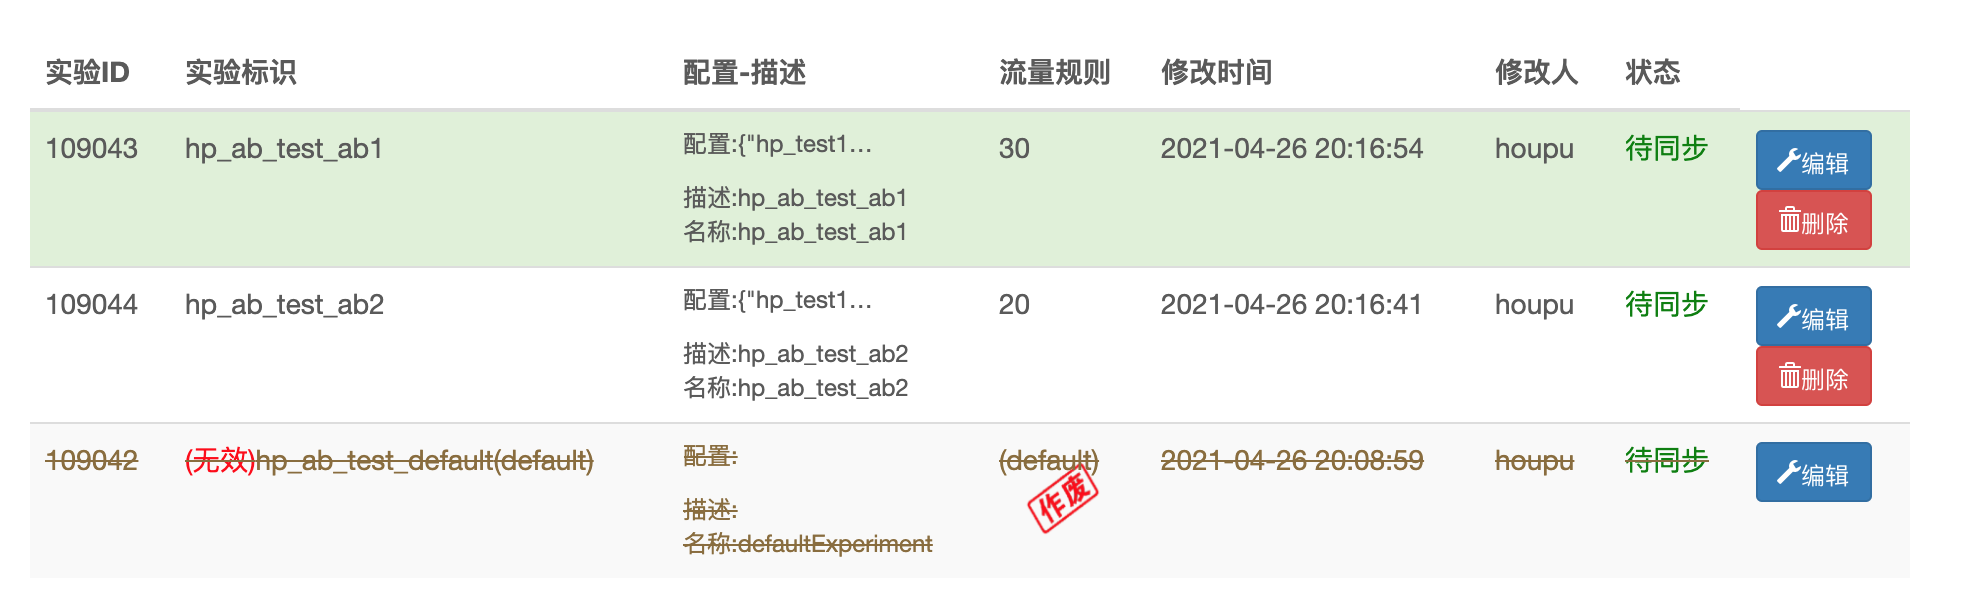 实验ID 实验标识 配置-描述 流量规则 修改时间 修改人 状态
109043 hp_ab_test_ab1 配置:{"hp_test1... 30 2021-04-26 20:16:54 houpu 待同步 编辑
描述:hp_ab_test_ab1 删除
名称:hp_ab_test_ab1
109044 hp_ab_test_ab2 配置:{"hp_test1... 20 2021-04-26 20:16:41 houpu 待同步 编辑
描述:hp_ab_test_ab2 删除
名称:hp_ab_test_ab2
109042 (无效)hp_ab_test_default(default) 配置: (default) 2021-04-26 20:08:59 houpu 待同步 编辑
描述: 作废
名称:defaultExperiment